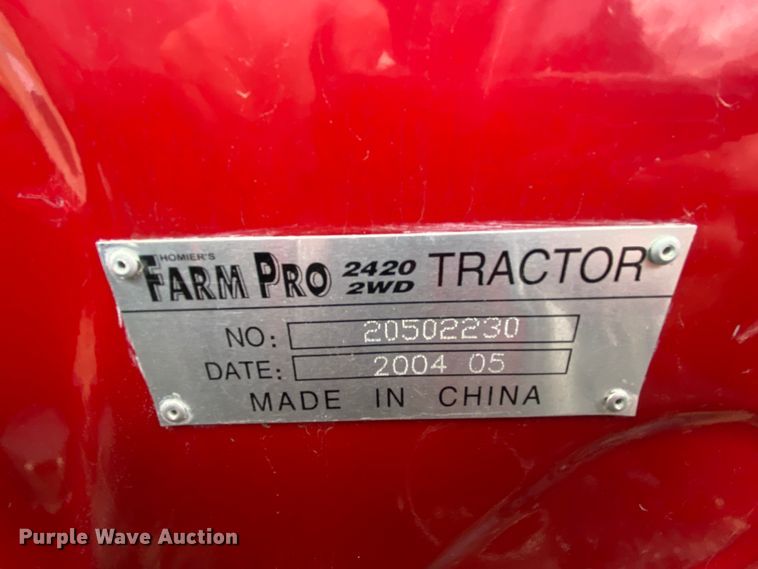 HOMIER'S
FARM PRO 2420 2WD TRACTOR
NO: 20502230
DATE: 2004 05
MADE IN CHINA
Purple Wave Auction®